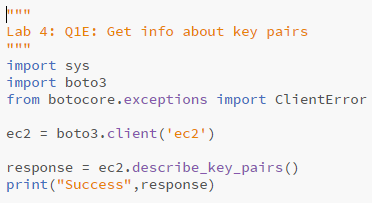 """
Lab 4: Q1E: Get info about key pairs
"""
import sys
import boto3
from botocore.exceptions import ClientError
ec2 = boto3.client('ec2')
response = ec2.describe_key_pairs()
print("Success",response)